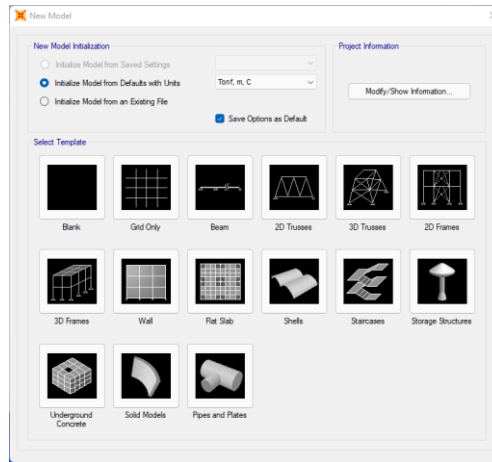 New Model
New Model Initialization
Project Information
Initialize Model from Saved Settings
Initialize Model from Defaults with Units
Tonf, m, C
Modify/Show Information...
Initialize Model from an Existing File
Save Options as Default
Select Template
Blank
Grid Only
Beam
2D Trusses
3D Trusses
2D Frames
3D Frames
Wall
Flat Slab
Shells
Staircases
Storage Structures
Underground
Concrete
Solid Models
Pipes and Plates